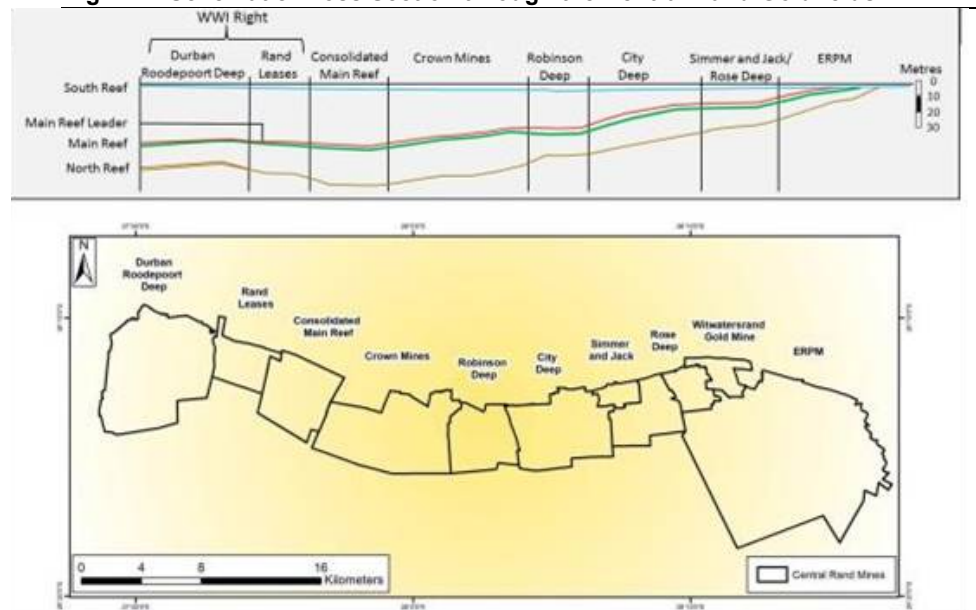 WWI Right
Durban
Roodepoort Deep
Rand
Leases
Consolidated
Main Reef
Crown Mines
Robinson
Deep
City
Deep
Simmer and Jack/
Rose Deep
ERPM
Metres
0
10
20
30
South Reef
Main Reef Leader
Main Reef
North Reef
N
Durban
Roodepoort
Deep
Rand
Leases
Consolidated
Main Reef
Crown Mines
Robinson
Deep
City
Deep
Simmer
and Jack
Rose
Deep
Witwatersrand
Gold Mine
ERPM
0 4 8 16
Kilometers
Central Rand Mines